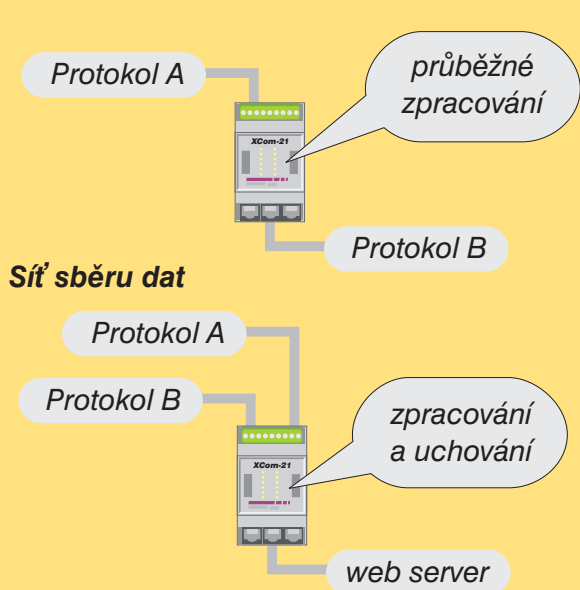 Protokol A
průběžné
zpracování
XCom-21
Protokol B
Síť sběru dat
Protokol A
Protokol B
zpracování
a uchování
XCom-21
web server